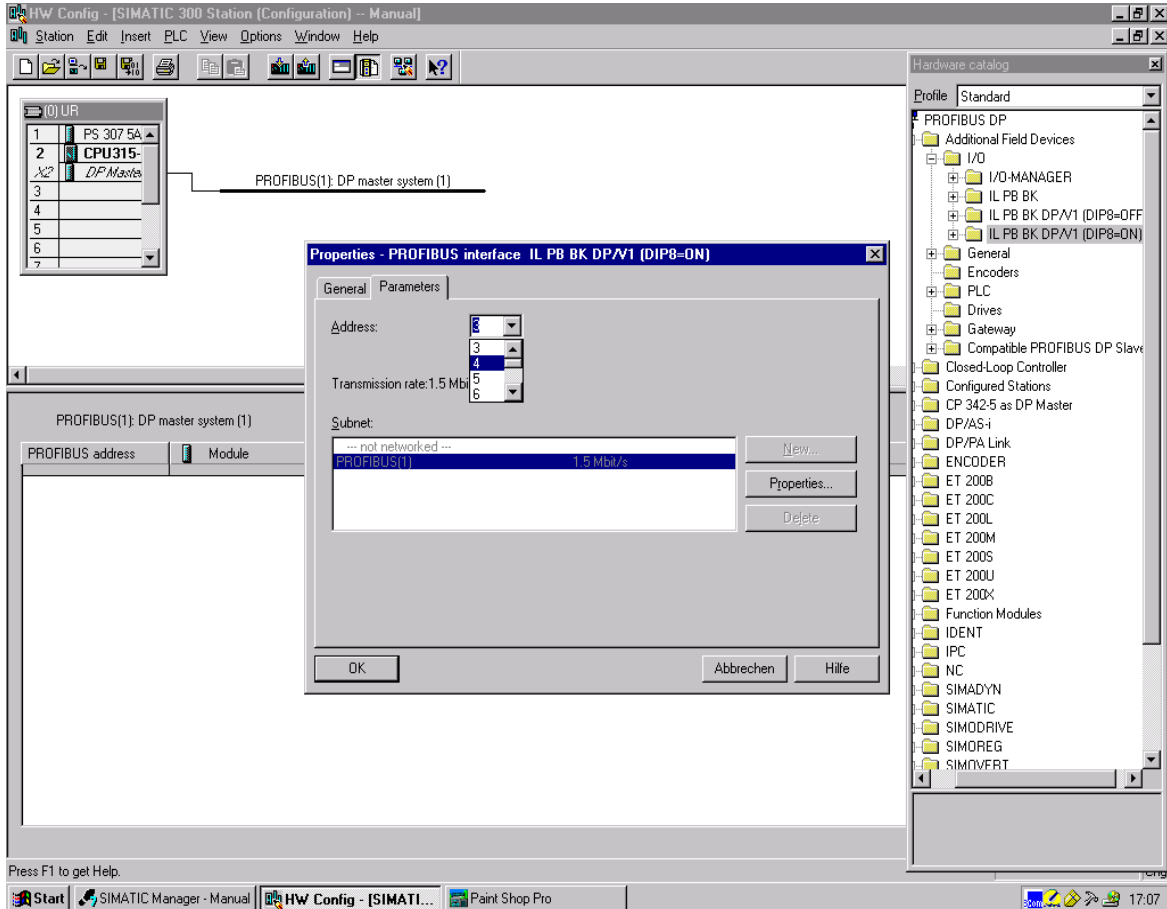 HW Config - [SIMATIC 300 Station (Configuration) -- Manual]
Station Edit Insert PLC View Options Window Help
(0) UR
1 PS 307 5A
2 CPU315-
X2 DP Maste
3
4
5
6
7
PROFIBUS(1): DP master system (1)
Properties - PROFIBUS interface IL PB BK DP/V1 (DIP8=ON)
General Parameters
Address: 3
3
4
5
6
Transmission rate:1.5 Mbi
Subnet:
--- not networked ---
PROFIBUS(1) 1.5 Mbit/s
New...
Properties...
Delete
OK Abbrechen Hilfe
PROFIBUS(1): DP master system (1)
PROFIBUS address Module
Hardware catalog
Profile Standard
PROFIBUS DP
Additional Field Devices
I/O
I/O-MANAGER
IL PB BK
IL PB BK DP/V1 (DIP8=OFF
IL PB BK DP/V1 (DIP8=ON)
General
Encoders
PLC
Drives
Gateway
Compatible PROFIBUS DP Slave
Closed-Loop Controller
Configured Stations
CP 342-5 as DP Master
DP/AS-i
DP/PA Link
ENCODER
ET 200B
ET 200C
ET 200L
ET 200M
ET 200S
ET 200U
ET 200X
Function Modules
IDENT
IPC
NC
SIMADYN
SIMATIC
SIMODRIVE
SIMOREG
SIMOVERT
Press F1 to get Help.
Start SIMATIC Manager - Manual HW Config - [SIMATI... Paint Shop Pro 17:07